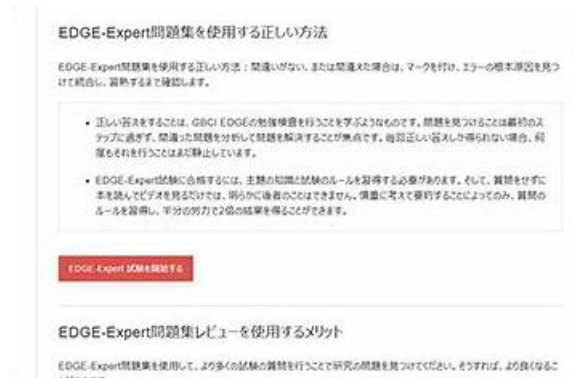 EDGE-Expert問題集を使用する正しい方法
EDGE-Expert問題集を使用する正しい方法：間違いがない、または間違えた場合は、マークを付け、エラーの根本原因を見つ
けて統合し、習熟するまで確認します。
正しい答えをすることは、GBCI EDGEの勉強検査を行うことを学ぶようなものです。問題を見つけることは最初のス
テップに過ぎず、間違った問題を分析して問題を解決することが焦点です。毎回正しい答えしか得られない場合、何
度もそれを行うことはまだ静止しています。
EDGE-Expert試験に合格するには、主題の知識と試験のルールを習得する必要があります。そして、質問をせずに
本を読んでビデオを見るだけでは、明らかに後者のことはできません。慎重に考えて要約することによってのみ、質問の
ルールを習得し、半分の労力で2倍の結果を得ることができます。
EDGE-Expert 試験を開始する
EDGE-Expert問題集レビューを使用するメリット
EDGE-Expert問題集を使用して、より多くの試験の質問を行うことで研究の問題を見つけてください。そうすれば、より良くなるこ